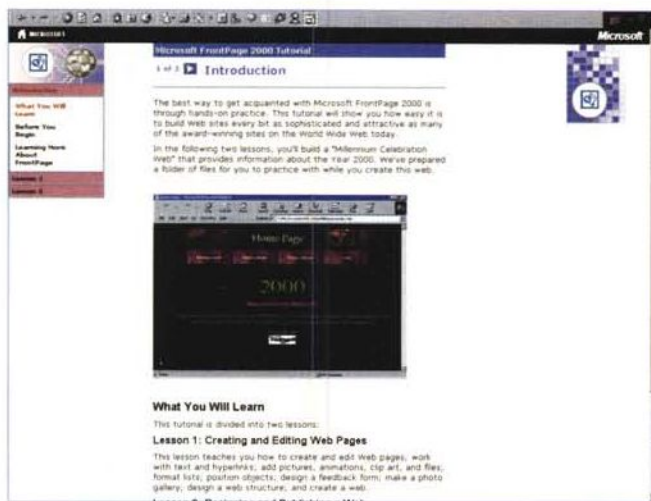 MICROSOFT
Microsoft
Microsoft FrontPage 2000 Tutorial
1 of 3 Introduction
Introduction
What You Will
Learn
Before You
Begin
Learning More
About
FrontPage
Lesson 1
Lesson 2
The best way to get acquainted with Microsoft FrontPage 2000 is
through hands-on practice. This tutorial will show you how easy it is
to build Web sites every bit as sophisticated and attractive as many
of the award-winning sites on the World Wide Web today.
In the following two lessons, you'll build a "Millennium Celebration
Web" that provides information about the Year 2000. We've prepared
a folder of files for you to practice with while you create this web.
Home Page
2000
What You Will Learn
This tutorial is divided into two lessons:
Lesson 1: Creating and Editing Web Pages
This lesson teaches you how to create and edit Web pages, work
with text and hyperlinks; add pictures, animations, clip art, and files;
format lists; position objects; design a feedback form; make a photo
gallery; design a web structure; and create a web.